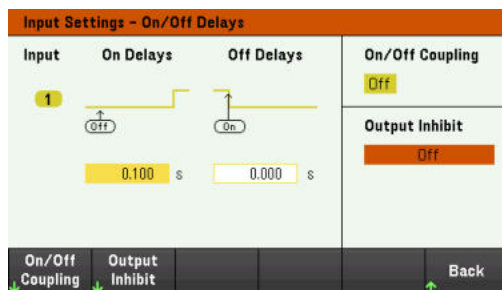 Input Settings - On/Off Delays
Input On Delays Off Delays
1
Off On
0.100 s 0.000 s
On/Off Coupling
Off
Output Inhibit
Off
On/Off Coupling
Output Inhibit
Back